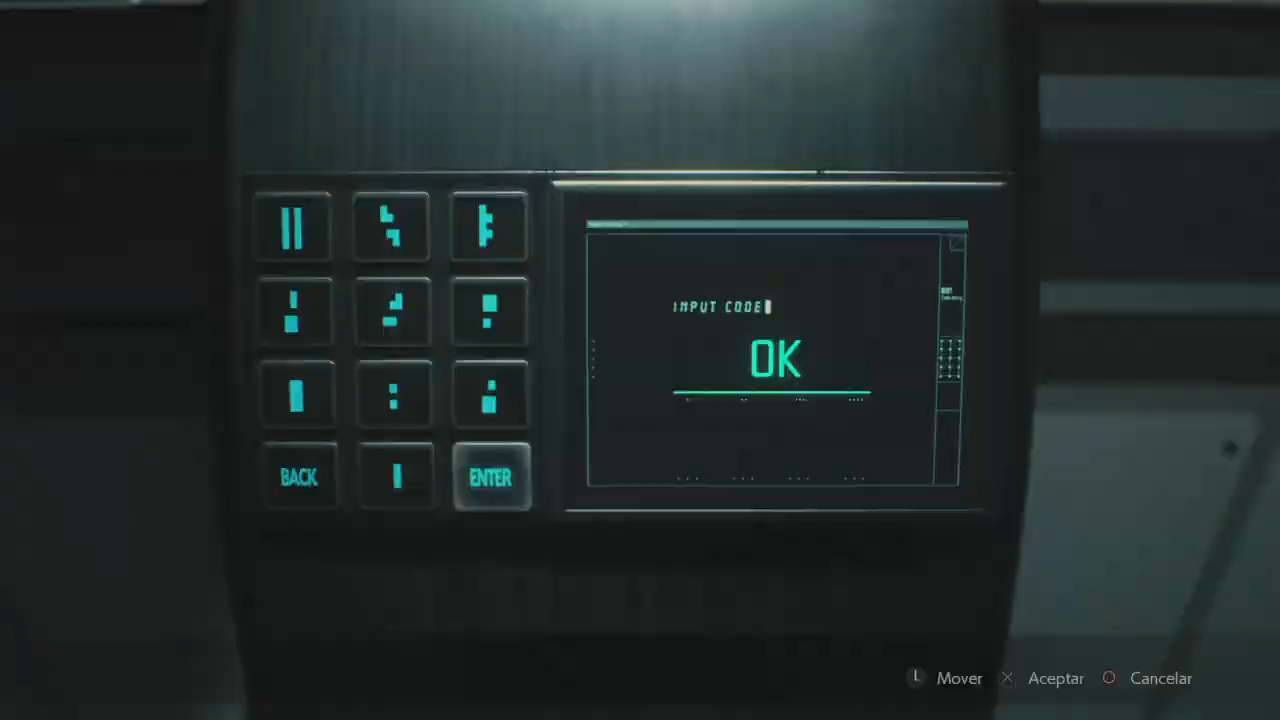 INPUT CODE
OK
BACK
ENTER
L Mover
Aceptar
Cancelar